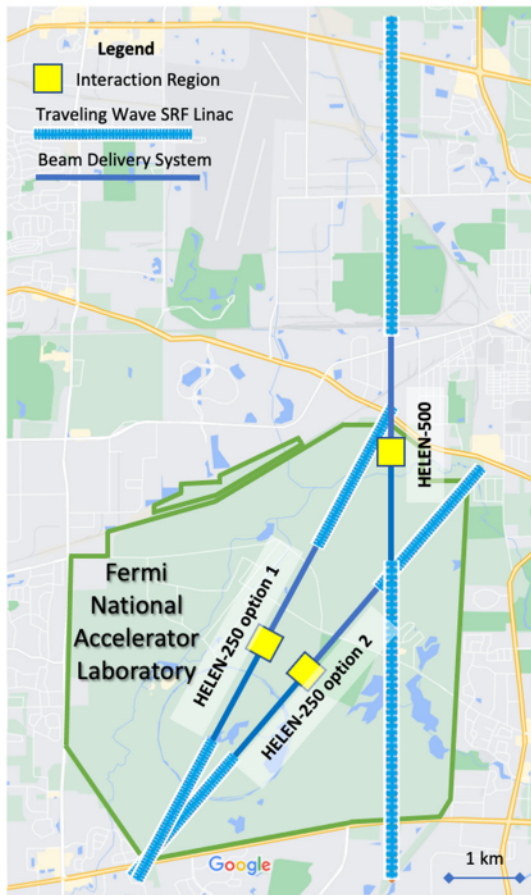 Legend
Interaction Region
Traveling Wave SRF Linac
Beam Delivery System
HELEN-500
Fermi
National
Accelerator
Laboratory
HELEN-250 option 1
HELEN-250 option 2
Google
1 km